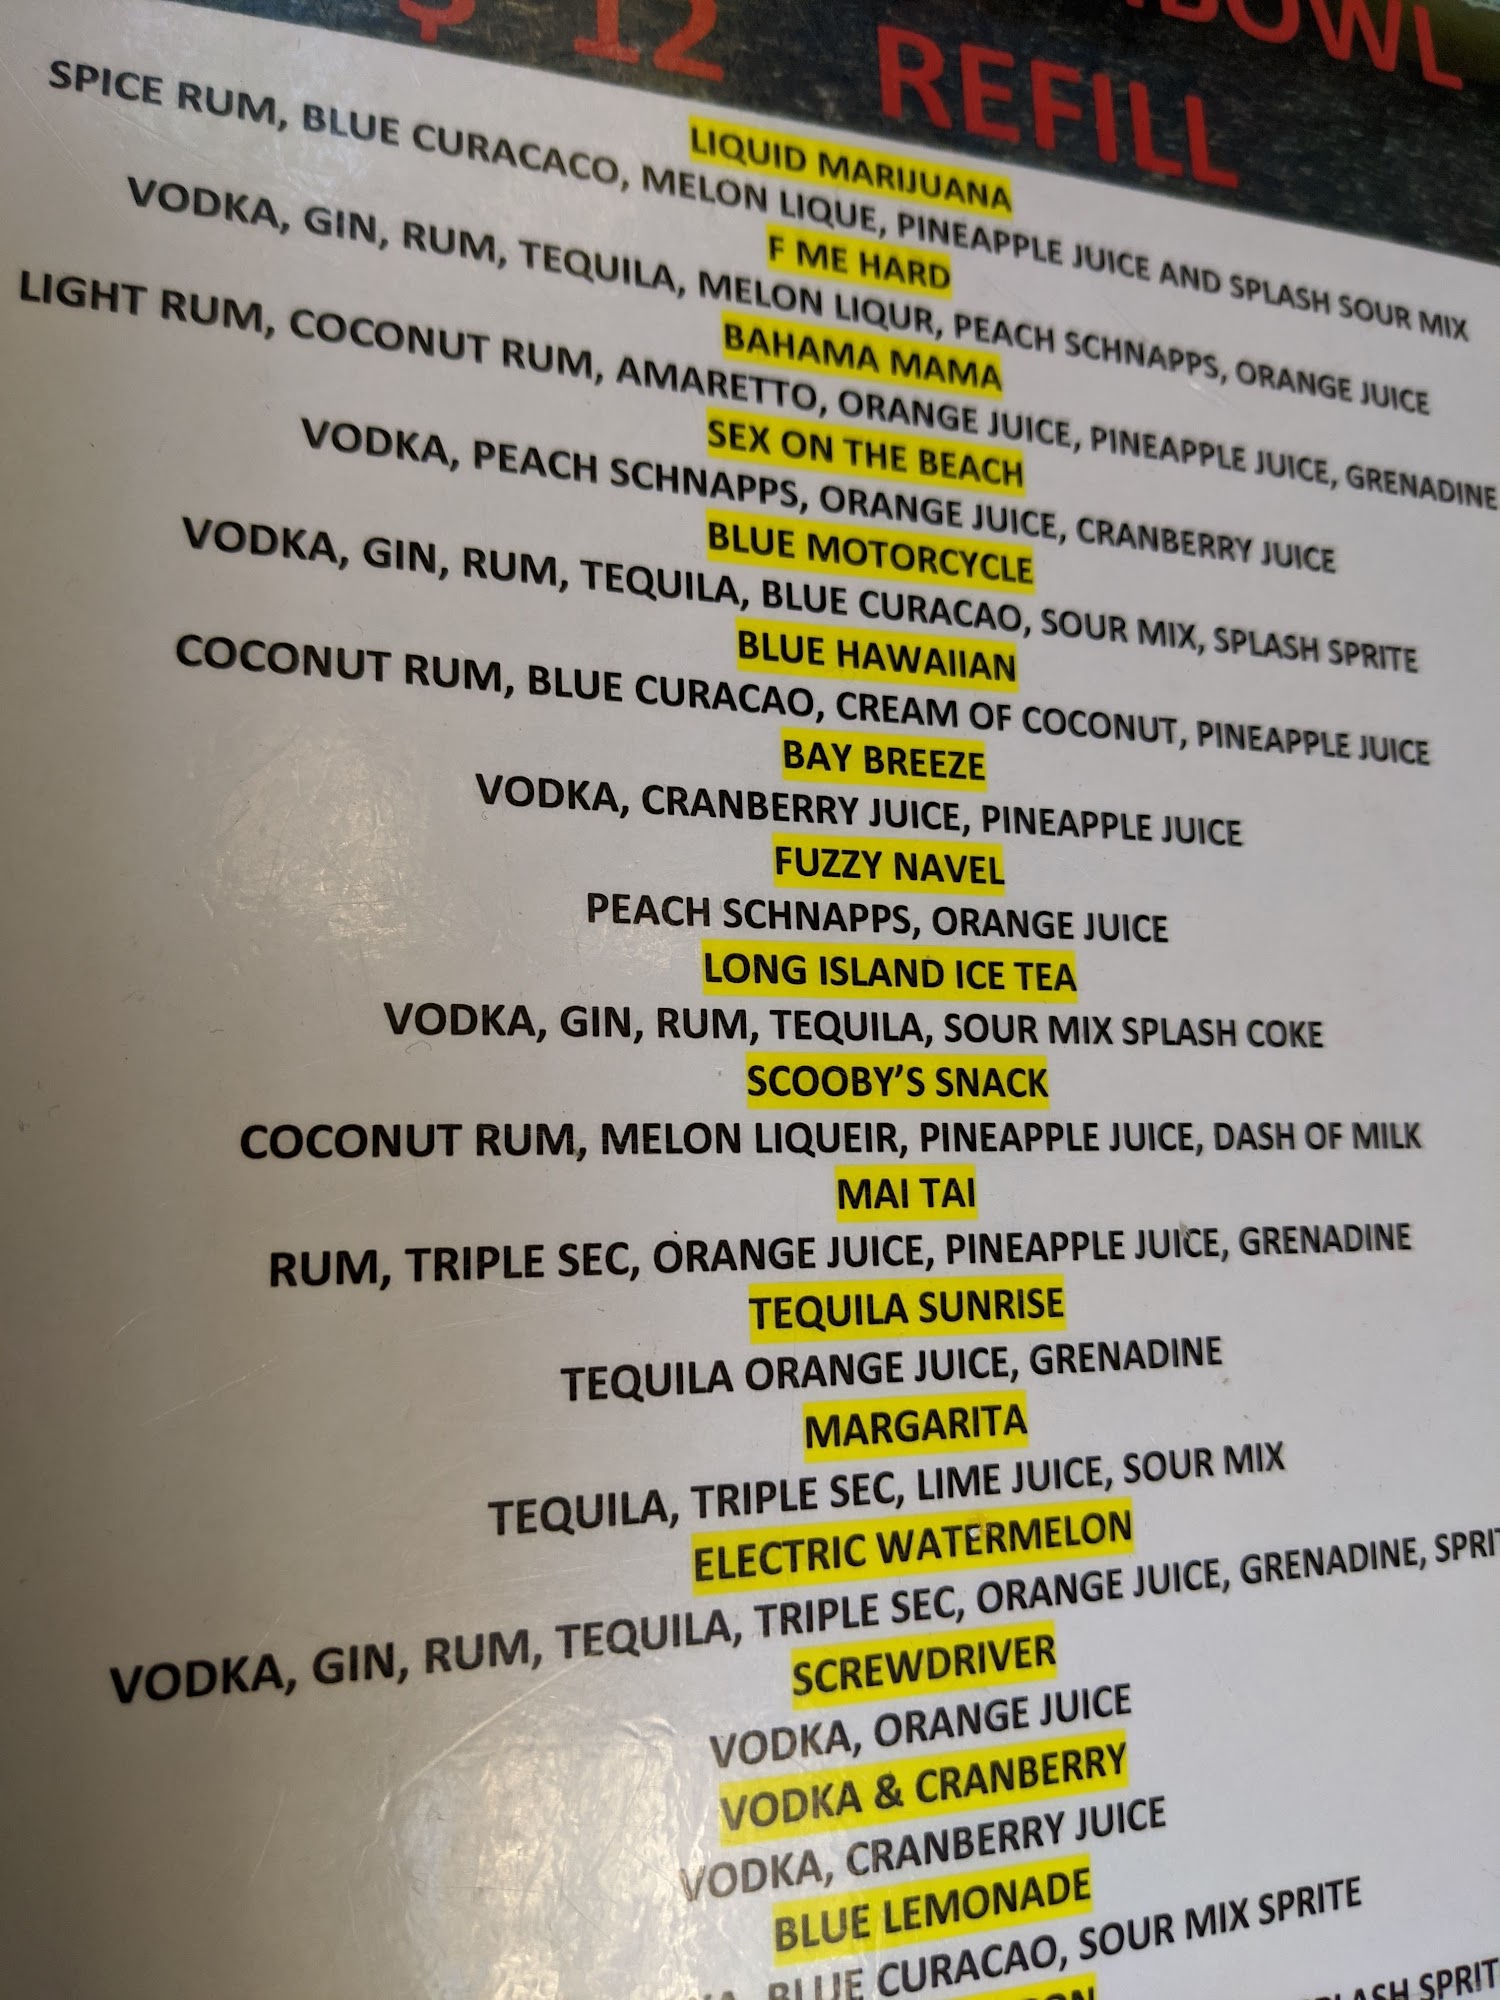 $ 12 REFILL
LIQUID MARIJUANA
SPICE RUM, BLUE CURACACO, MELON LIQUE, PINEAPPLE JUICE AND SPLASH SOUR MIX
F ME HARD
VODKA, GIN, RUM, TEQUILA, MELON LIQUR, PEACH SCHNAPPS, ORANGE JUICE
BAHAMA MAMA
LIGHT RUM, COCONUT RUM, AMARETTO, ORANGE JUICE, PINEAPPLE JUICE, GRENADINE
SEX ON THE BEACH
VODKA, PEACH SCHNAPPS, ORANGE JUICE, CRANBERRY JUICE
BLUE MOTORCYCLE
VODKA, GIN, RUM, TEQUILA, BLUE CURACAO, SOUR MIX, SPLASH SPRITE
BLUE HAWAIIAN
COCONUT RUM, BLUE CURACAO, CREAM OF COCONUT, PINEAPPLE JUICE
BAY BREEZE
VODKA, CRANBERRY JUICE, PINEAPPLE JUICE
FUZZY NAVEL
PEACH SCHNAPPS, ORANGE JUICE
LONG ISLAND ICE TEA
VODKA, GIN, RUM, TEQUILA, SOUR MIX SPLASH COKE
SCOOBY’S SNACK
COCONUT RUM, MELON LIQUEIR, PINEAPPLE JUICE, DASH OF MILK
MAI TAI
RUM, TRIPLE SEC, ORANGE JUICE, PINEAPPLE JUICE, GRENADINE
TEQUILA SUNRISE
TEQUILA ORANGE JUICE, GRENADINE
MARGARITA
TEQUILA, TRIPLE SEC, LIME JUICE, SOUR MIX
ELECTRIC WATERMELON
VODKA, GIN, RUM, TEQUILA, TRIPLE SEC, ORANGE JUICE, GRENADINE, SPRIT
SCREWDRIVER
VODKA, ORANGE JUICE
VODKA & CRANBERRY
VODKA, CRANBERRY JUICE
BLUE LEMONADE
BLUE CURACAO, SOUR MIX SPRITE